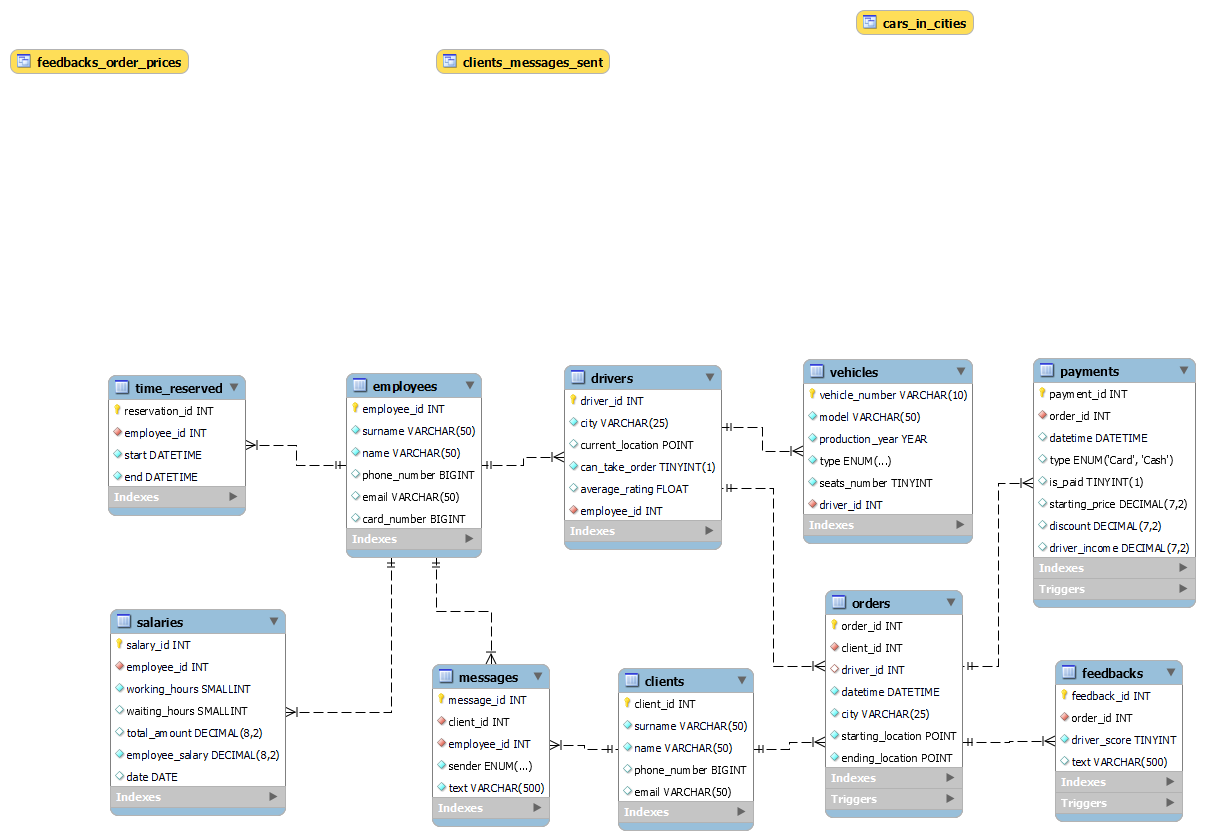 cars_in_cities
feedbacks_order_prices
clients_messages_sent
time_reserved
reservation_id INT
employee_id INT
start DATETIME
end DATETIME
Indexes
employees
employee_id INT
surname VARCHAR(50)
name VARCHAR(50)
phone_number BIGINT
email VARCHAR(50)
card_number BIGINT
Indexes
drivers
driver_id INT
city VARCHAR(25)
current_location POINT
can_take_order TINYINT(1)
average_rating FLOAT
employee_id INT
Indexes
vehicles
vehicle_number VARCHAR(10)
model VARCHAR(50)
production_year YEAR
type ENUM(...)
seats_number TINYINT
driver_id INT
Indexes
payments
payment_id INT
order_id INT
datetime DATETIME
type ENUM('Card', 'Cash')
is_paid TINYINT(1)
starting_price DECIMAL(7,2)
discount DECIMAL(7,2)
driver_income DECIMAL(7,2)
Indexes
Triggers
salaries
salary_id INT
employee_id INT
working_hours SMALLINT
waiting_hours SMALLINT
total_amount DECIMAL(8,2)
employee_salary DECIMAL(8,2)
date DATE
Indexes
messages
message_id INT
client_id INT
employee_id INT
sender ENUM(...)
text VARCHAR(500)
Indexes
clients
client_id INT
surname VARCHAR(50)
name VARCHAR(50)
phone_number BIGINT
email VARCHAR(50)
Indexes
orders
order_id INT
client_id INT
driver_id INT
datetime DATETIME
city VARCHAR(25)
starting_location POINT
ending_location POINT
Indexes
Triggers
feedbacks
feedback_id INT
order_id INT
driver_score TINYINT
text VARCHAR(500)
Indexes
Triggers